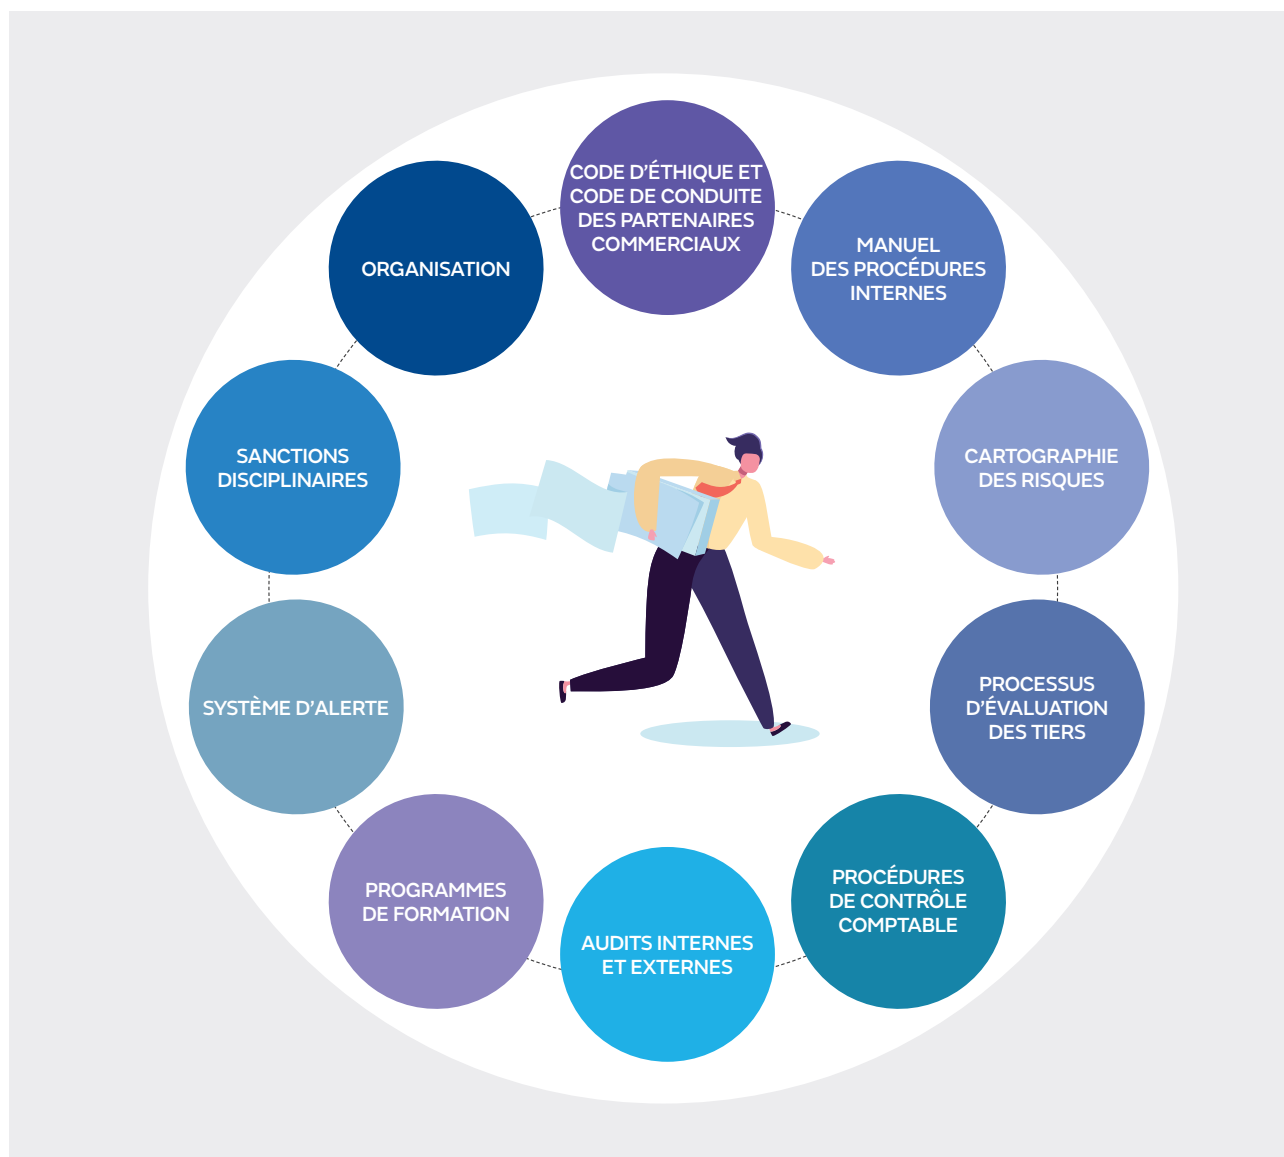 CODE D’ÉTHIQUE ET
CODE DE CONDUITE
DES PARTENAIRES
COMMERCIAUX
MANUEL
DES PROCÉDURES
INTERNES
CARTOGRAPHIE
DES RISQUES
PROCESSUS
D’ÉVALUATION
DES TIERS
PROCÉDURES
DE CONTRÔLE
COMPTABLE
AUDITS INTERNES
ET EXTERNES
PROGRAMMES
DE FORMATION
SYSTÈME D’ALERTE
SANCTIONS
DISCIPLINAIRES
ORGANISATION